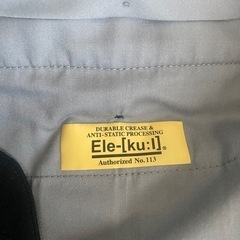 DURABLE CREASE &
ANTI-STATIC PROCESSING
Ele-[ku:l]®
Authorized No.113